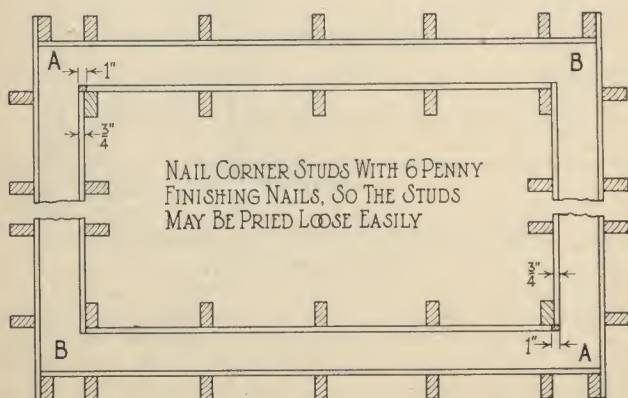 A
1"
B
3/4"
NAIL CORNER STUDS WITH 6 PENNY
FINISHING NAILS, SO THE STUDS
MAY BE PRIED LOOSE EASILY
3/4"
B
1"
A